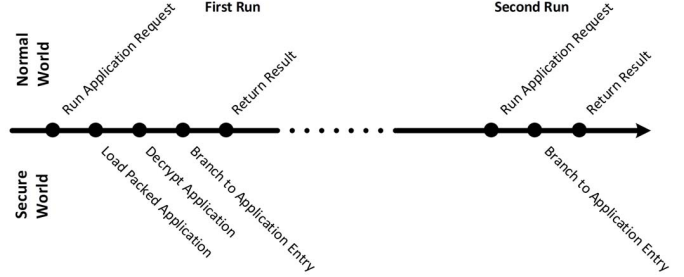 First Run
Second Run
Normal
World
Run Application Request
Return Result
Run Application Request
Return Result
Secure
World
Load Packed Application
Decrypt Application
Branch to Application Entry
Branch to Application Entry